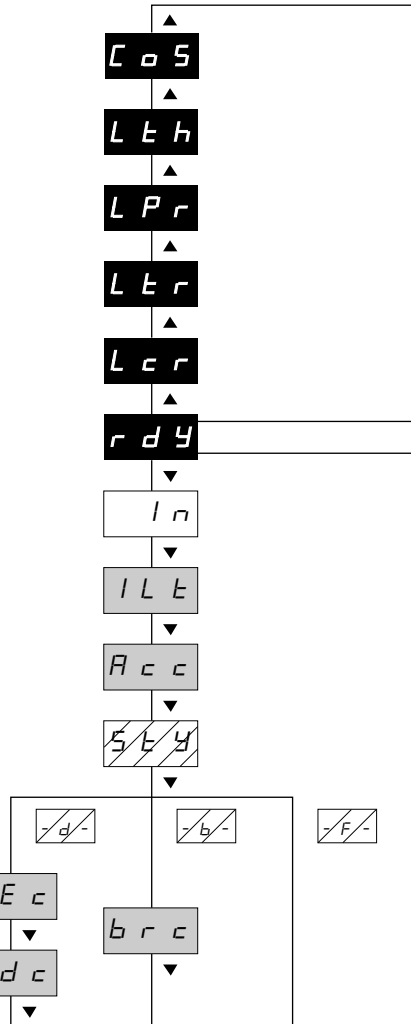 CoS
Lth
LPr
Ltr
Lcr
rdY
In
ILt
Acc
StY
-d- -b- -F-
Ec
brc
dc